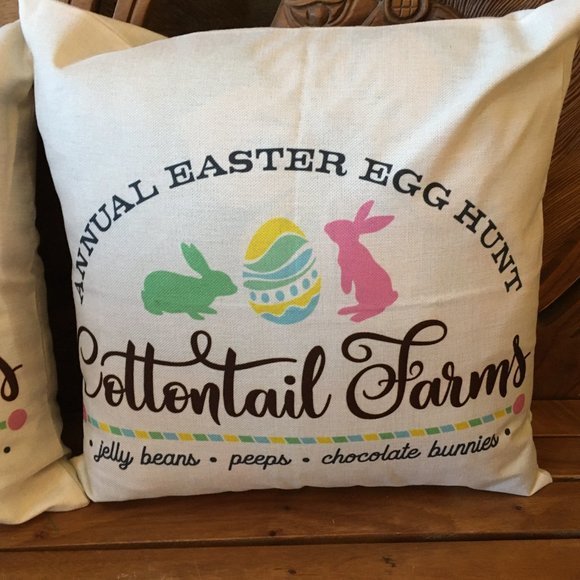 ANNUAL EASTER EGG HUNT
Cottontail Farms
• jelly beans • peeps • chocolate bunnies •